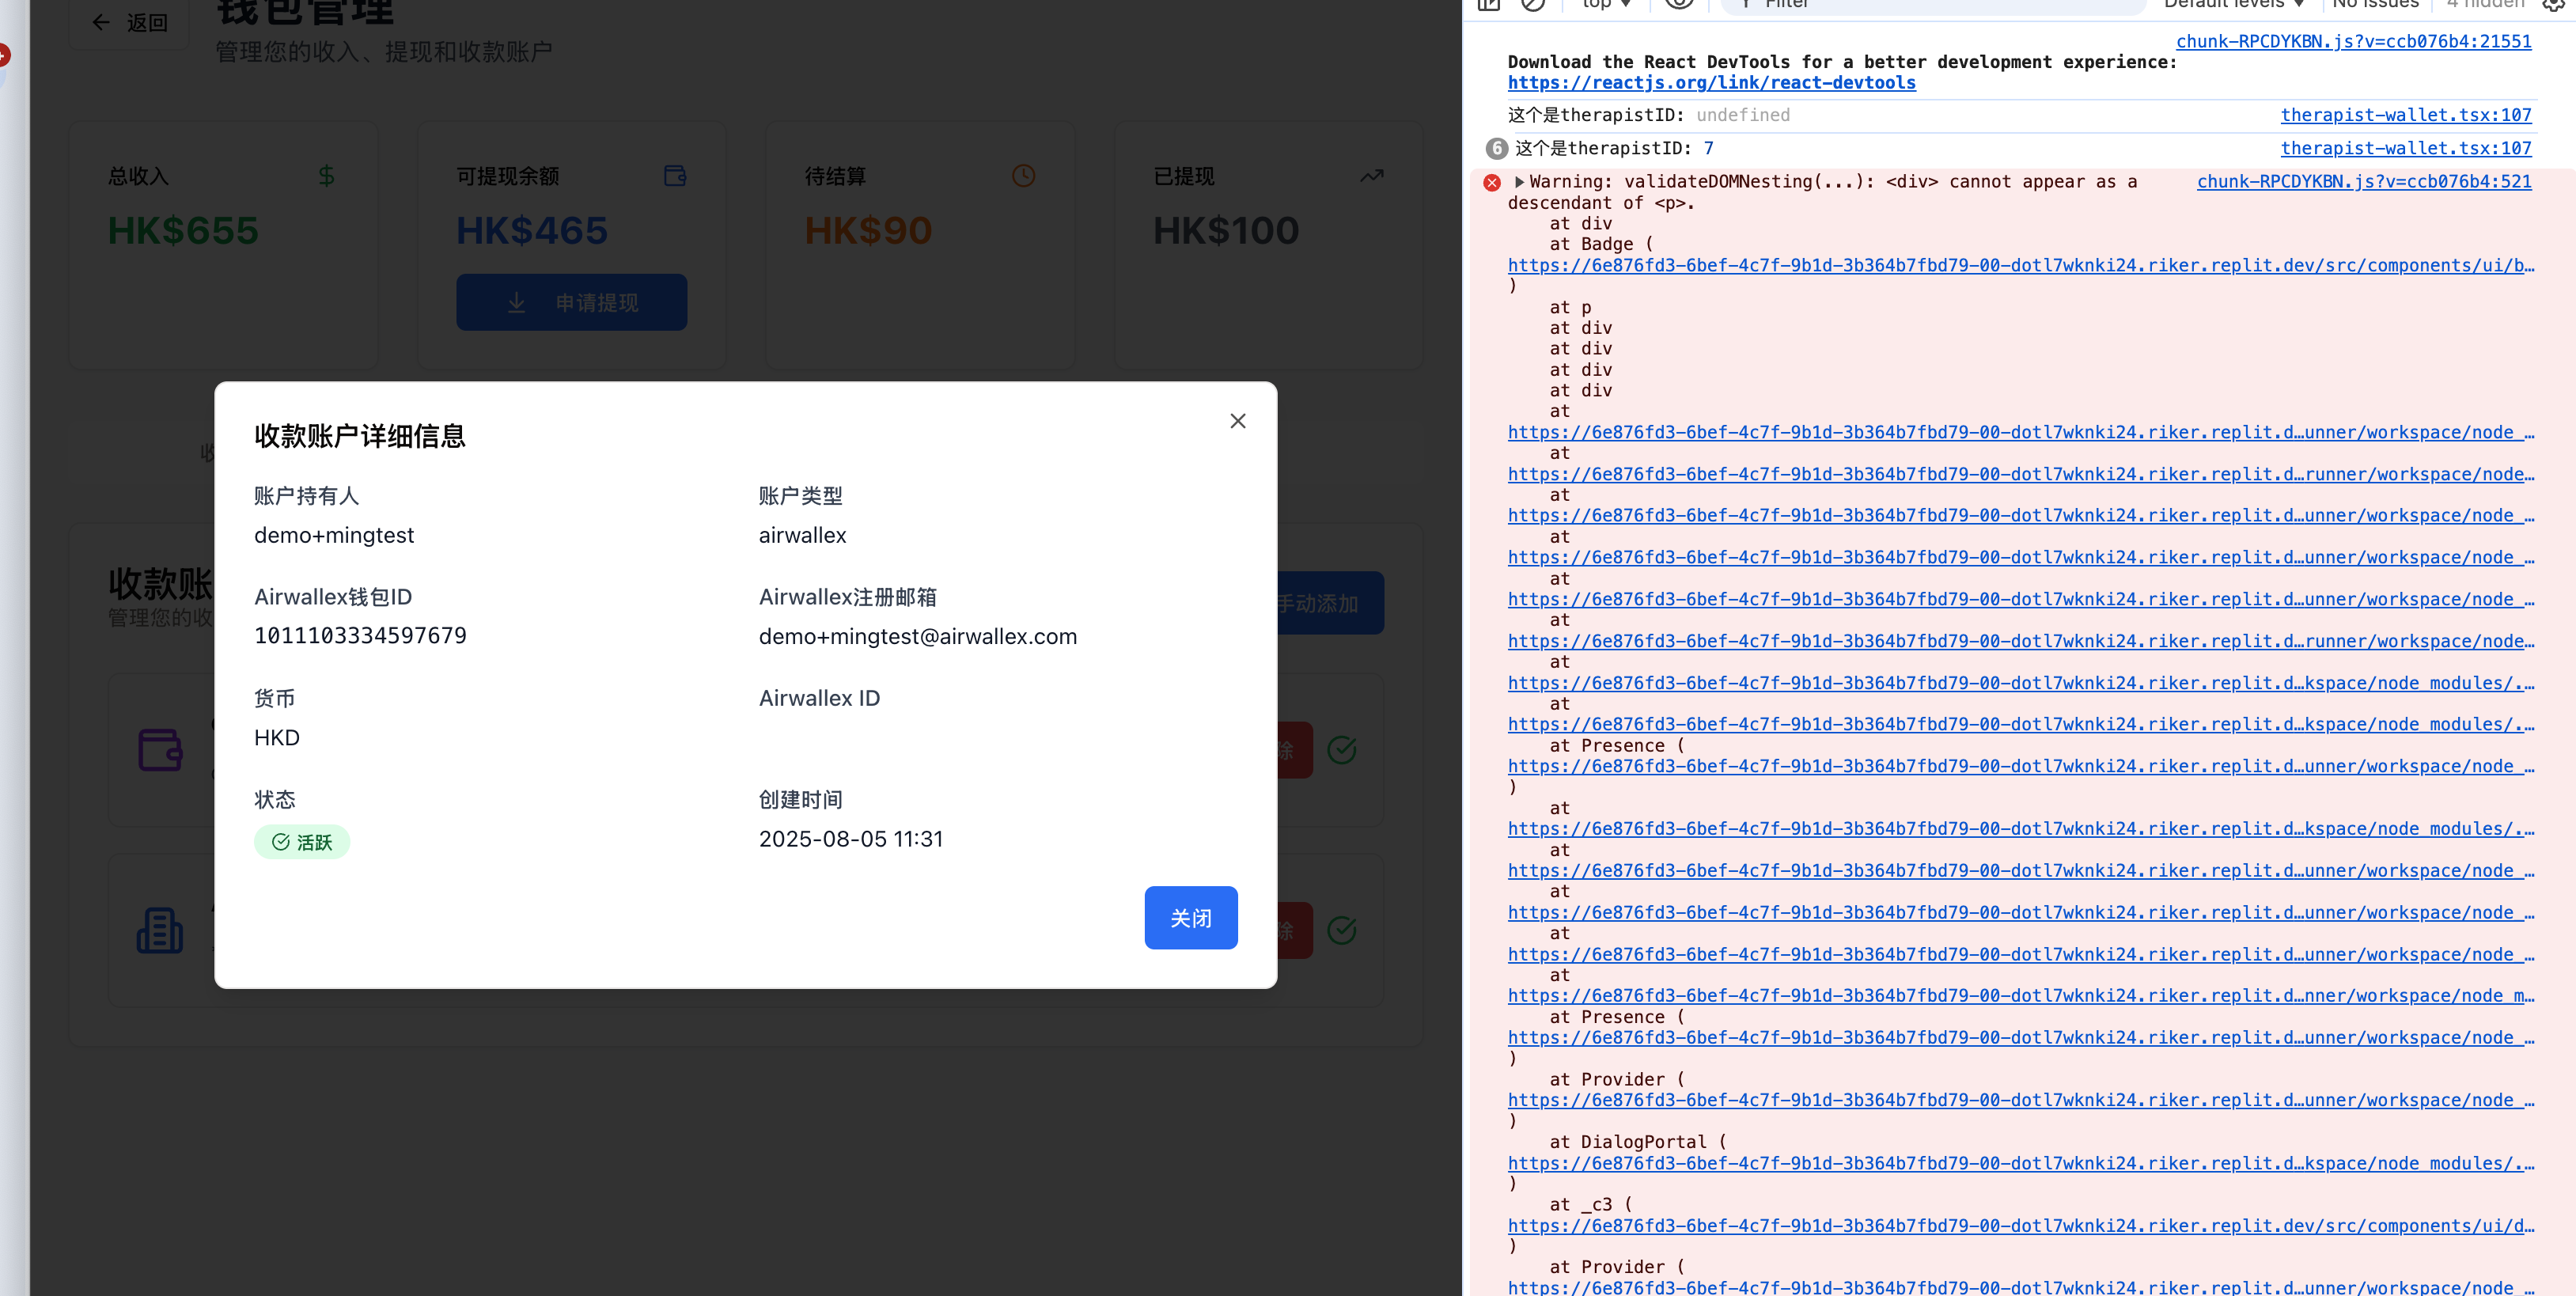 返回
钱包管理
管理您的收入、提现和收款账户
总收入
HK$655
可提现余额
HK$465
申请提现
待结算
HK$90
已提现
HK$100
收
收款账
管理您的收
手动添加
除
除
收款账户详细信息
账户持有人
demo+mingtest
账户类型
airwallex
Airwallex钱包ID
1011103334597679
Airwallex注册邮箱
demo+mingtest@airwallex.com
货币
HKD
Airwallex ID
状态
活跃
创建时间
2025-08-05 11:31
关闭
top
Filter
Default levels
No Issues
4 hidden
chunk-RPCDYKBN.js?v=ccb076b4:21551
Download the React DevTools for a better development experience:
https://reactjs.org/link/react-devtools
这个是therapistID: undefined therapist-wallet.tsx:107
6 这个是therapistID: 7 therapist-wallet.tsx:107
Warning: validateDOMNesting(...): <div> cannot appear as a chunk-RPCDYKBN.js?v=ccb076b4:521
descendant of <p>.
at div
at Badge (
https://6e876fd3-6bef-4c7f-9b1d-3b364b7fbd79-00-dotl7wknki24.riker.replit.dev/src/components/ui/b…
)
at p
at div
at div
at div
at div
at
https://6e876fd3-6bef-4c7f-9b1d-3b364b7fbd79-00-dotl7wknki24.riker.replit.d…unner/workspace/node_…
at
https://6e876fd3-6bef-4c7f-9b1d-3b364b7fbd79-00-dotl7wknki24.riker.replit.d…runner/workspace/node…
at
https://6e876fd3-6bef-4c7f-9b1d-3b364b7fbd79-00-dotl7wknki24.riker.replit.d…unner/workspace/node_…
at
https://6e876fd3-6bef-4c7f-9b1d-3b364b7fbd79-00-dotl7wknki24.riker.replit.d…unner/workspace/node_…
at
https://6e876fd3-6bef-4c7f-9b1d-3b364b7fbd79-00-dotl7wknki24.riker.replit.d…unner/workspace/node_…
at
https://6e876fd3-6bef-4c7f-9b1d-3b364b7fbd79-00-dotl7wknki24.riker.replit.d…runner/workspace/node…
at
https://6e876fd3-6bef-4c7f-9b1d-3b364b7fbd79-00-dotl7wknki24.riker.replit.d…kspace/node_modules/.…
at
https://6e876fd3-6bef-4c7f-9b1d-3b364b7fbd79-00-dotl7wknki24.riker.replit.d…kspace/node_modules/.…
at Presence (
https://6e876fd3-6bef-4c7f-9b1d-3b364b7fbd79-00-dotl7wknki24.riker.replit.d…unner/workspace/node_…
)
at
https://6e876fd3-6bef-4c7f-9b1d-3b364b7fbd79-00-dotl7wknki24.riker.replit.d…kspace/node_modules/.…
at
https://6e876fd3-6bef-4c7f-9b1d-3b364b7fbd79-00-dotl7wknki24.riker.replit.d…unner/workspace/node_…
at
https://6e876fd3-6bef-4c7f-9b1d-3b364b7fbd79-00-dotl7wknki24.riker.replit.d…unner/workspace/node_…
at
https://6e876fd3-6bef-4c7f-9b1d-3b364b7fbd79-00-dotl7wknki24.riker.replit.d…unner/workspace/node_…
at
https://6e876fd3-6bef-4c7f-9b1d-3b364b7fbd79-00-dotl7wknki24.riker.replit.d…nner/workspace/node_m…
at Presence (
https://6e876fd3-6bef-4c7f-9b1d-3b364b7fbd79-00-dotl7wknki24.riker.replit.d…unner/workspace/node_…
)
at Provider (
https://6e876fd3-6bef-4c7f-9b1d-3b364b7fbd79-00-dotl7wknki24.riker.replit.d…unner/workspace/node_…
)
at DialogPortal (
https://6e876fd3-6bef-4c7f-9b1d-3b364b7fbd79-00-dotl7wknki24.riker.replit.d…kspace/node_modules/.…
)
at _c3 (
https://6e876fd3-6bef-4c7f-9b1d-3b364b7fbd79-00-dotl7wknki24.riker.replit.dev/src/components/ui/d…
)
at Provider (
https://6e876fd3-6bef-4c7f-9b1d-3b364b7fbd79-00-dotl7wknki24.riker.replit.d…unner/workspace/node_…